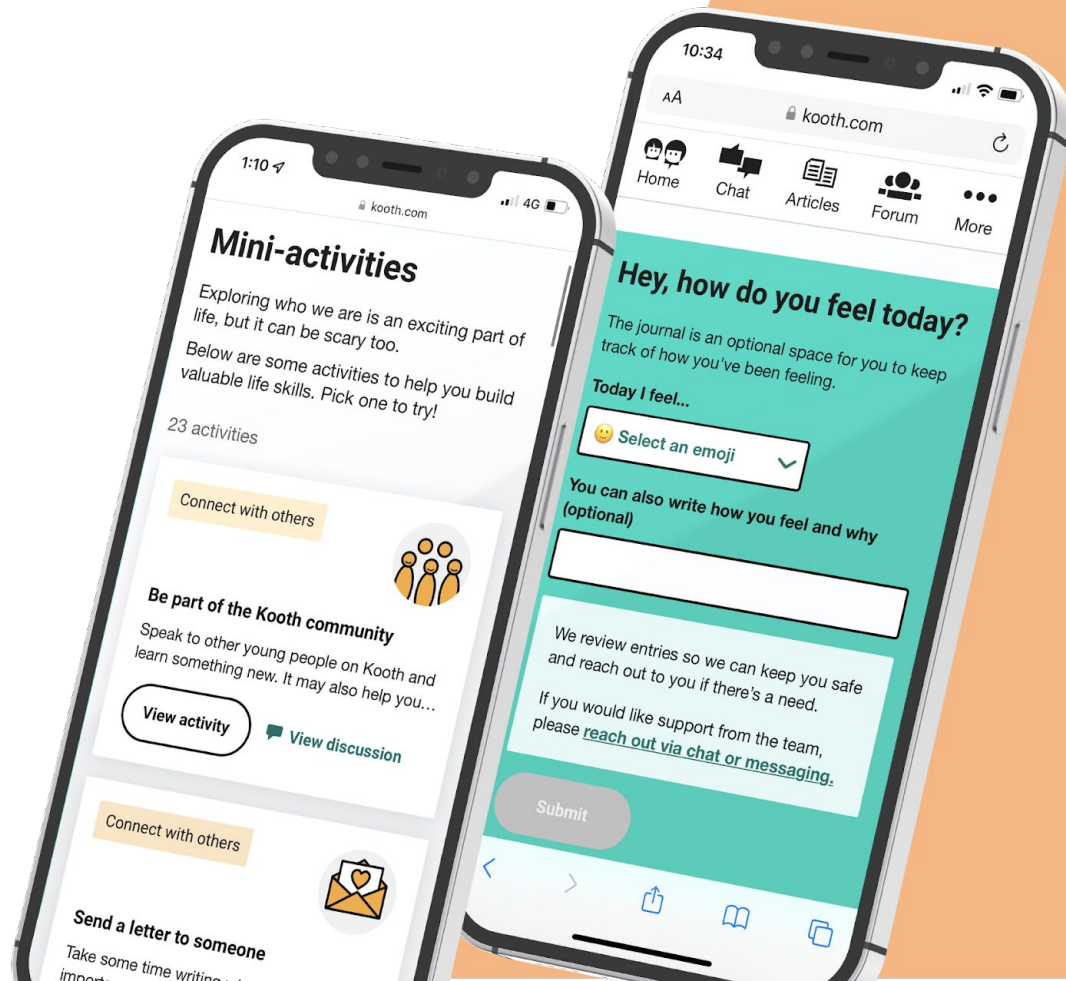 1:10
4G
kooth.com
Mini-activities
Exploring who we are is an exciting part of
life, but it can be scary too.
Below are some activities to help you build
valuable life skills. Pick one to try!
23 activities
Connect with others
Be part of the Kooth community
Speak to other young people on Kooth and
learn something new. It may also help you...
View activity
View discussion
Connect with others
Send a letter to someone
Take some time writing
10:34
AA
kooth.com
Home
Chat
Articles
Forum
More
Hey, how do you feel today?
The journal is an optional space for you to keep
track of how you've been feeling.
Today I feel...
Select an emoji
You can also write how you feel and why
(optional)
We review entries so we can keep you safe
and reach out to you if there's a need.
If you would like support from the team,
please reach out via chat or messaging.
Submit